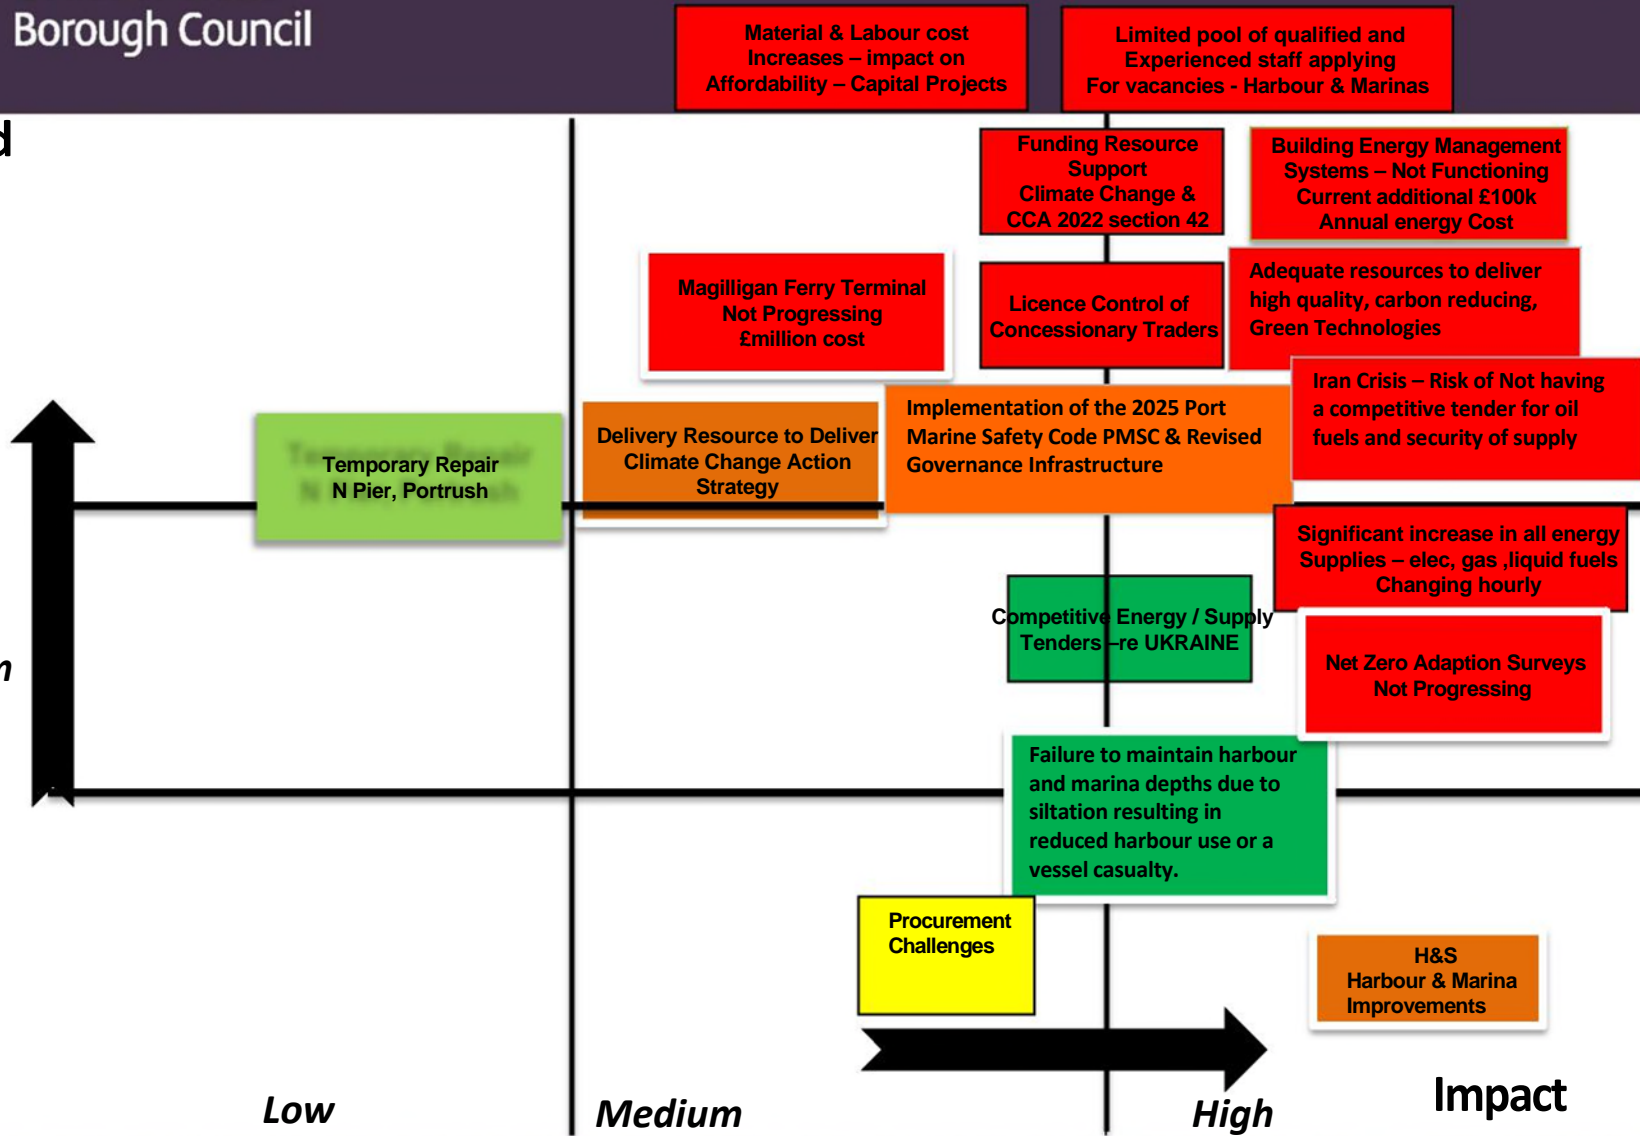 Borough Council
Material & Labour cost
Increases – impact on
Affordability – Capital Projects
Limited pool of qualified and
Experienced staff applying
For vacancies - Harbour & Marinas
d
Funding Resource
Support
Climate Change &
CCA 2022 section 42
Building Energy Management
Systems – Not Functioning
Current additional £100k
Annual energy Cost
Magilligan Ferry Terminal
Not Progressing
£million cost
Licence Control of
Concessionary Traders
Adequate resources to deliver
high quality, carbon reducing,
Green Technologies
Iran Crisis – Risk of Not having
a competitive tender for oil
fuels and security of supply
Temporary Repair
N Pier, Portrush
Delivery Resource to Deliver
Climate Change Action
Strategy
Implementation of the 2025 Port
Marine Safety Code PMSC & Revised
Governance Infrastructure
Significant increase in all energy
Supplies – elec, gas ,liquid fuels
Changing hourly
Competitive Energy / Supply
Tenders –re UKRAINE
Net Zero Adaption Surveys
Not Progressing
Failure to maintain harbour
and marina depths due to
siltation resulting in
reduced harbour use or a
vessel casualty.
Procurement
Challenges
H&S
Harbour & Marina
Improvements
Low
Medium
High
Impact